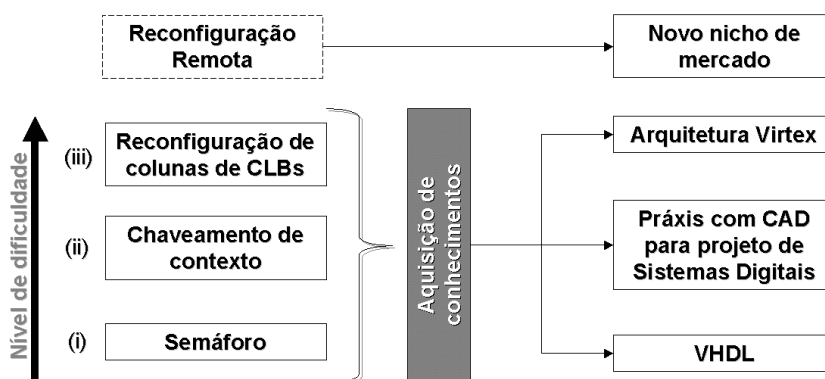 Reconfiguração
Remota
Novo nicho de
mercado
Nível de dificuldade
(iii)
Reconfiguração de
colunas de CLBs
(ii)
Chaveamento de
contexto
(i)
Semáforo
Aquisição de
conhecimentos
Arquitetura Virtex
Práxis com CAD
para projeto de
Sistemas Digitais
VHDL